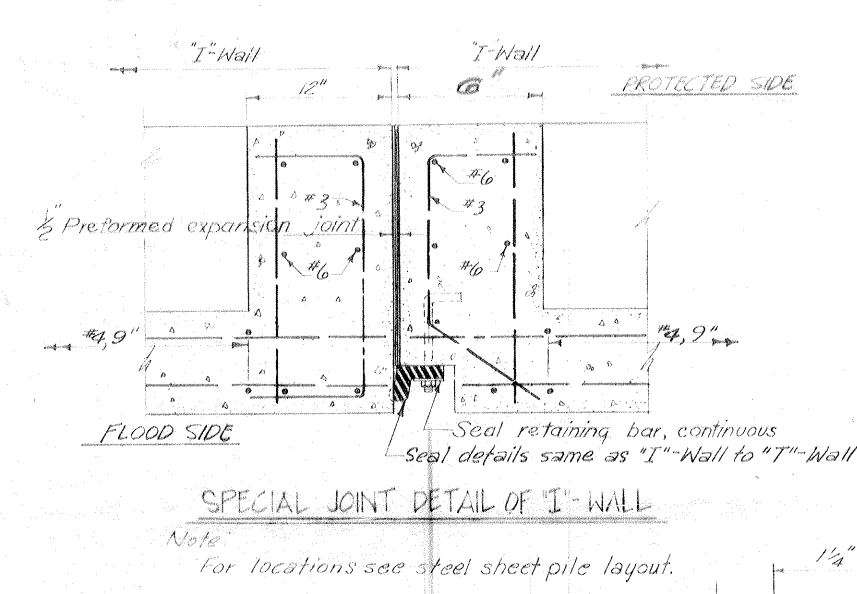 "I"-Wall
"I"-Wall
12"
6"
PROTECTED SIDE
#6
#3
#3
½" Preformed expansion joint
#6
#6
#4, 9"
#4, 9"
FLOOD SIDE
Seal retaining bar, continuous
Seal details same as "I"-Wall to "T"-Wall
SPECIAL JOINT DETAIL OF "I"-WALL
Note:
For locations see steel sheet pile layout.
1¼"